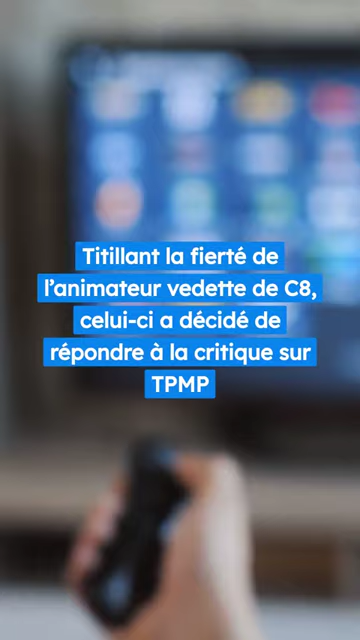 Titillant la fierté de
l’animateur vedette de C8,
celui-ci a décidé de
répondre à la critique sur
TPMP